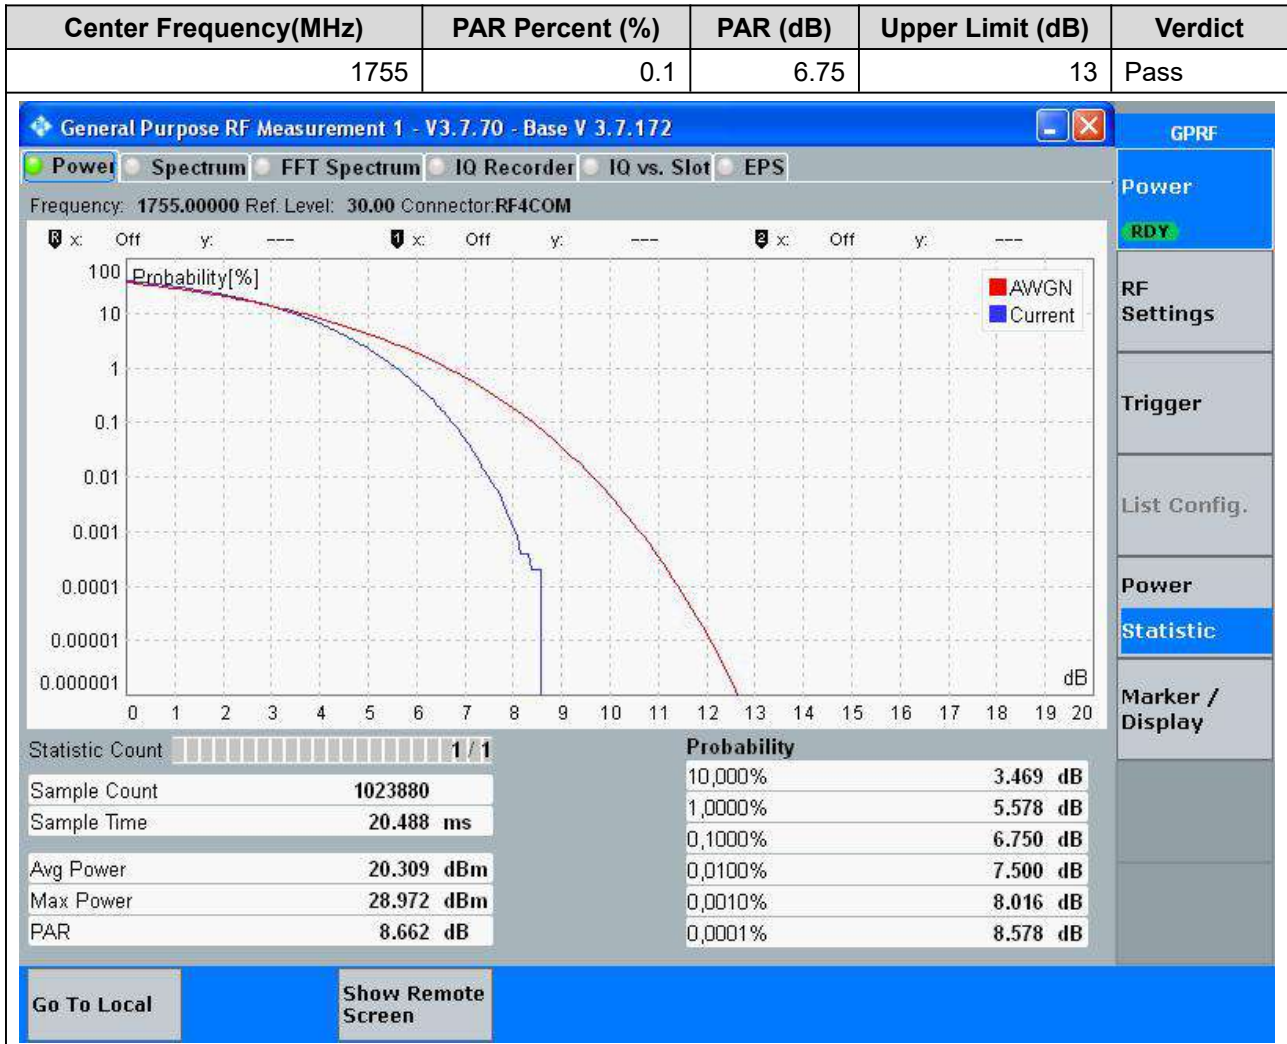 Center Frequency(MHz) PAR Percent (%) PAR (dB) Upper Limit (dB) Verdict
1755 0.1 6.75 13 Pass
General Purpose RF Measurement 1 - V3.7.70 - Base V 3.7.172
GPRF
Power Spectrum FFT Spectrum IQ Recorder IQ vs. Slot EPS
Power
RDY
Frequency: 1755.00000 Ref. Level: 30.00 Connector:RF4COM
R x: Off y: --- 1 x: Off y: --- 2 x: Off y: ---
Probability[%]
AWGN
Current
100
10
1
0.1
0.01
0.001
0.0001
0.00001
0.000001
dB
0 1 2 3 4 5 6 7 8 9 10 11 12 13 14 15 16 17 18 19 20
RF
Settings
Trigger
List Config.
Power
Statistic
Marker /
Display
Statistic Count 1 / 1
Sample Count 1023880
Sample Time 20.488 ms
Avg Power 20.309 dBm
Max Power 28.972 dBm
PAR 8.662 dB
Probability
10,000% 3.469 dB
1,0000% 5.578 dB
0,1000% 6.750 dB
0,0100% 7.500 dB
0,0010% 8.016 dB
0,0001% 8.578 dB
Go To Local
Show Remote
Screen